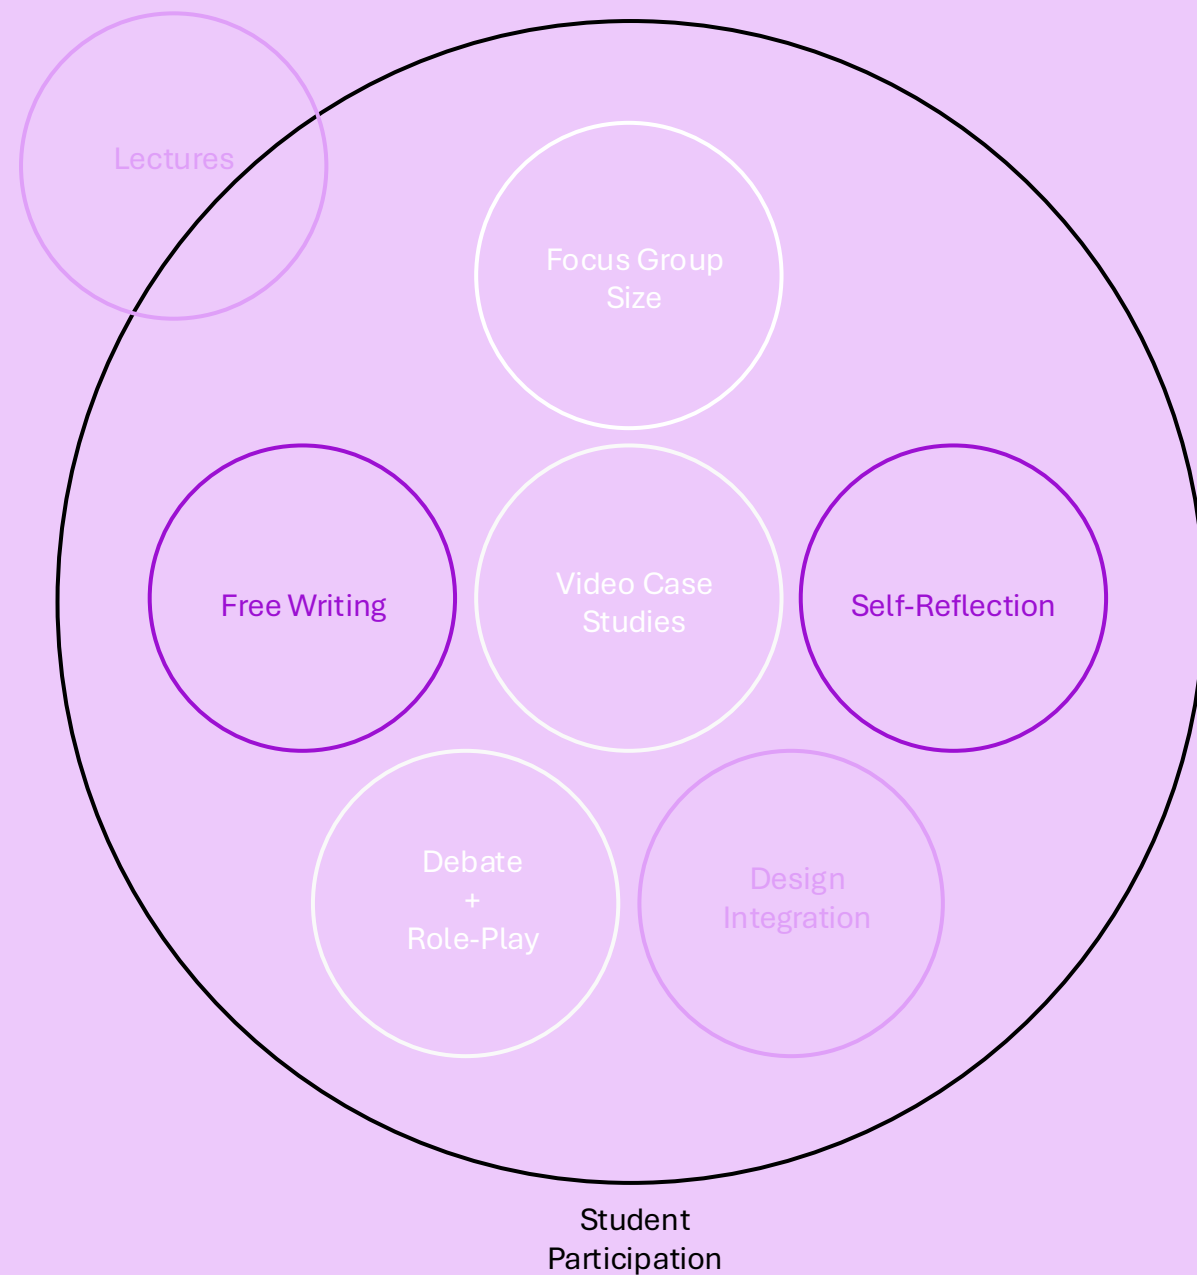 Lectures
Focus Group
Size
Free Writing
Video Case
Studies
Self-Reflection
Debate
+
Role-Play
Design
Integration
Student
Participation